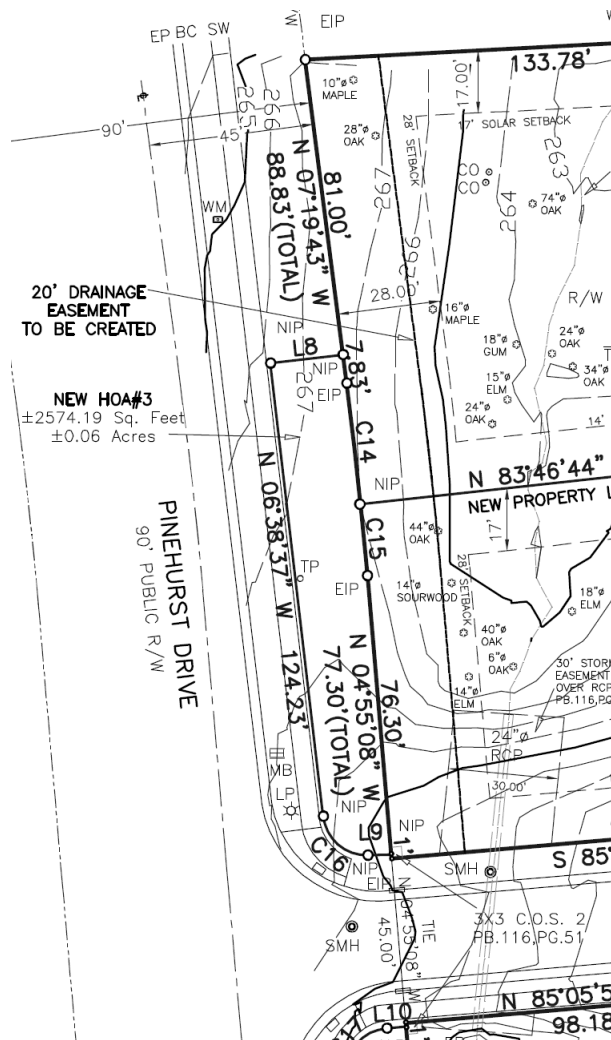 W
EIP
EP BC SW
133.78'
10"ø
MAPLE
17.00'
265
266
90'
45'
28"ø
OAK
28' SETBACK
17' SOLAR SETBACK
263
CO
CO
264
74"ø
OAK
267
266
81.00'
N 07°19'43" W
88.83'(TOTAL)
WM
28.00'
R/W
20' DRAINAGE
EASEMENT
TO BE CREATED
16"ø
MAPLE
NIP
L8
NIP
7.83'
18"ø
GUM
24"ø
OAK
34"ø
OAK
15"ø
ELM
24"ø
OAK
14'
NEW HOA#3
±2574.19 Sq. Feet
±0.06 Acres
267
EIP
C14
N 83°46'44"
NEW PROPERTY L
NIP
17'
C15
44"ø
OAK
28' SETBACK
N 06°38'37" W 124.23'
PINEHURST DRIVE
90' PUBLIC R/W
TP
EIP
14"ø
SOURWOOD
18"ø
ELM
40"ø
OAK
6"ø
OAK
14"ø
ELM
30' STOR
EASEMENT
OVER RCP
PB.116,PG
76.30'
N 04°55'08" W
77.30'(TOTAL)
24"ø
RCP
30.00'
MB
LP
NIP
L9
NIP
1'
C16
NIP
EIP
SMH
S 85°
N 04°55'08" W
45.00'
TIE
3X3 C.O.S. 2
PB.116,PG.51
SMH
N 85°05'5
L10
98.18